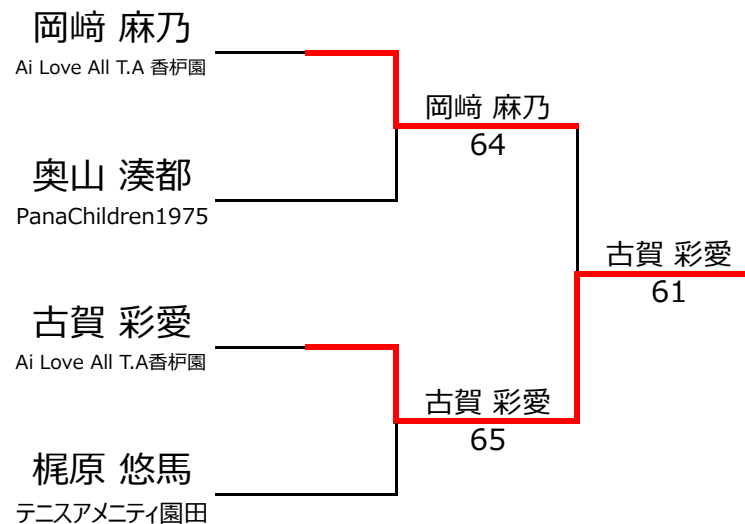 岡﨑 麻乃
Ai Love All T.A 香枦園
奥山 湊都
PanaChildren1975
古賀 彩愛
Ai Love All T.A香枦園
梶原 悠馬
テニスアメニティ園田
岡﨑 麻乃
64
古賀 彩愛
65
古賀 彩愛
61